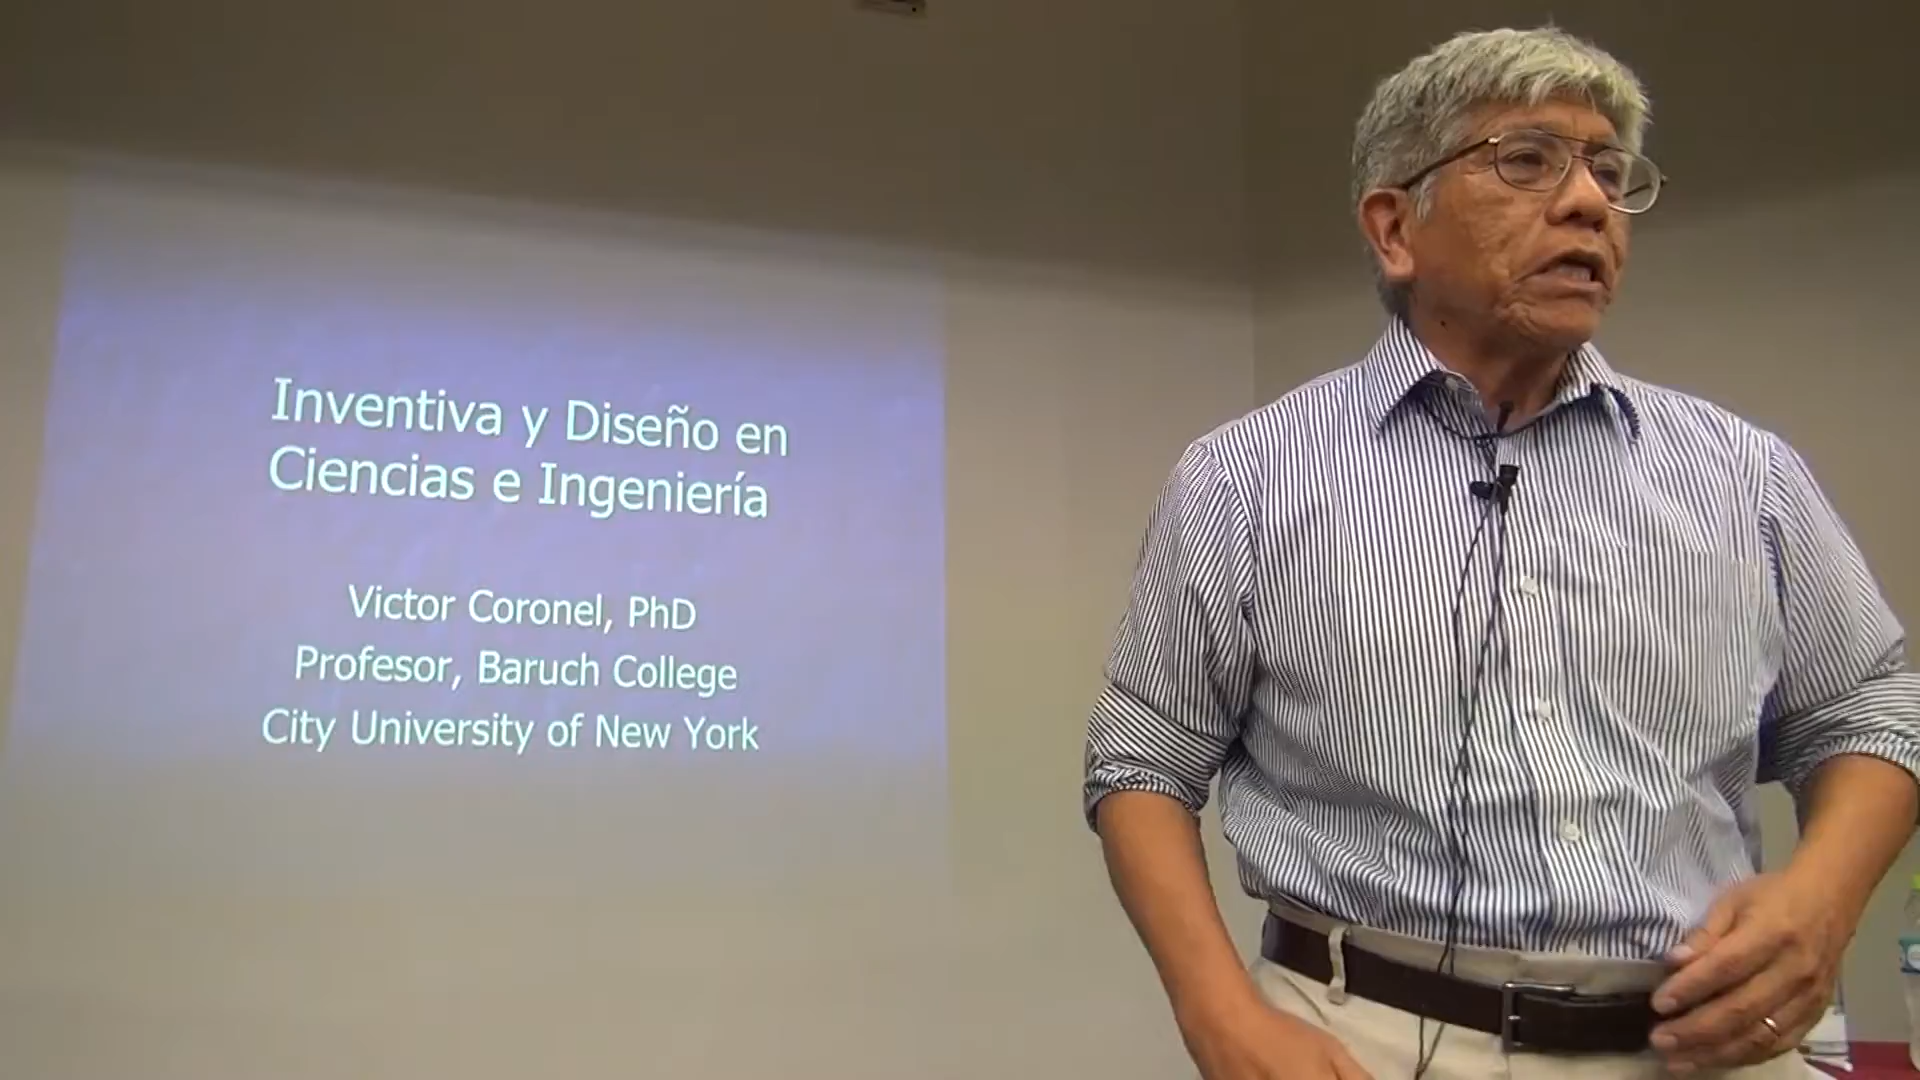 Inventiva y Diseño en
Ciencias e Ingeniería
Victor Coronel, PhD
Profesor, Baruch College
City University of New York